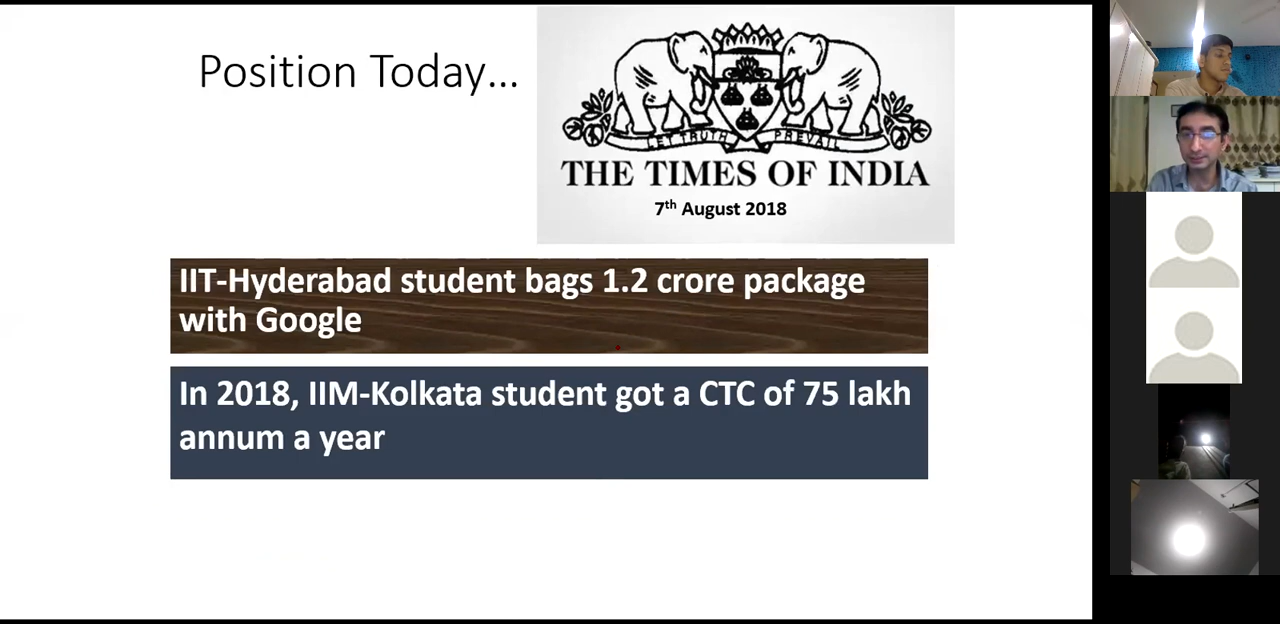 Position Today...
LET TRUTH PREVAIL
THE TIMES OF INDIA
7th August 2018
IIT-Hyderabad student bags 1.2 crore package
with Google
In 2018, IIM-Kolkata student got a CTC of 75 lakh
annum a year